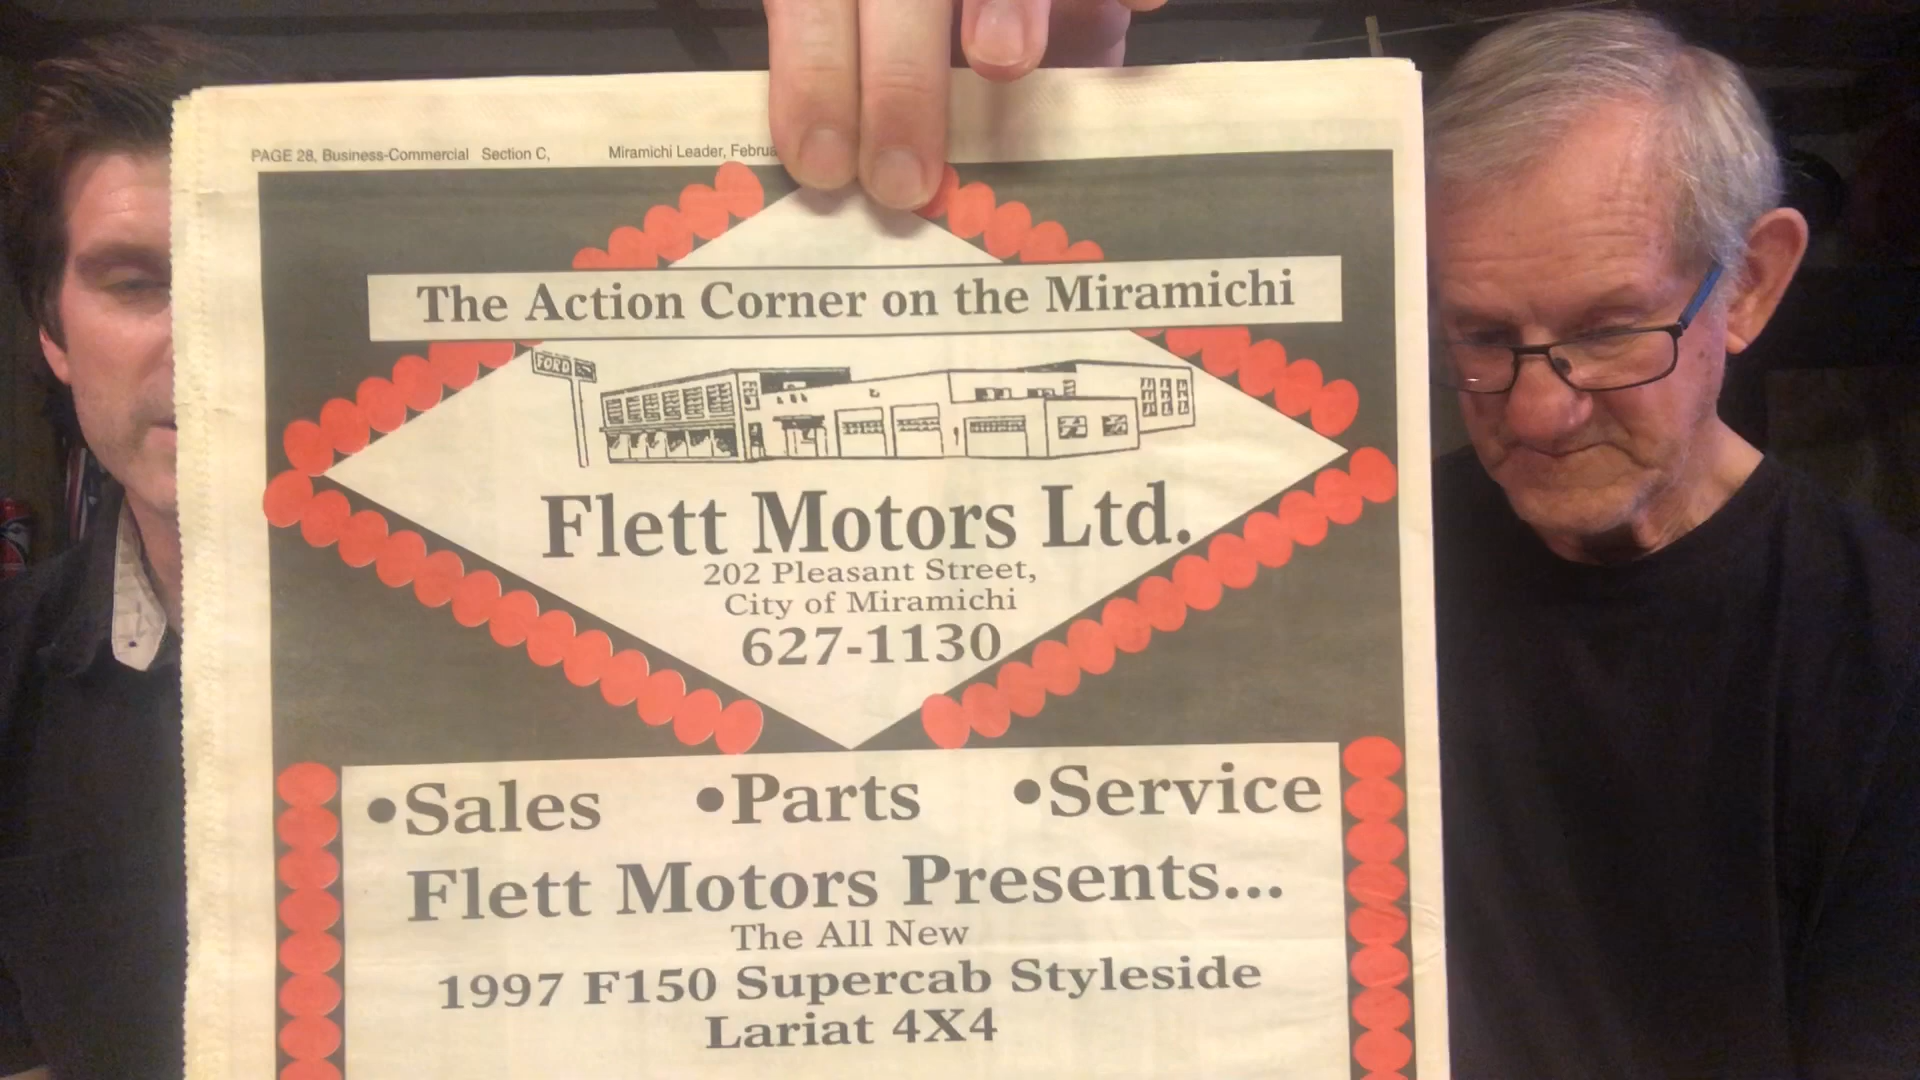 PAGE 28, Business-Commercial Section C, Miramichi Leader,
The Action Corner on the Miramichi
FORD
Flett Motors Ltd.
202 Pleasant Street,
City of Miramichi
627-1130
•Sales •Parts •Service
Flett Motors Presents...
The All New
1997 F150 Supercab Styleside
Lariat 4X4